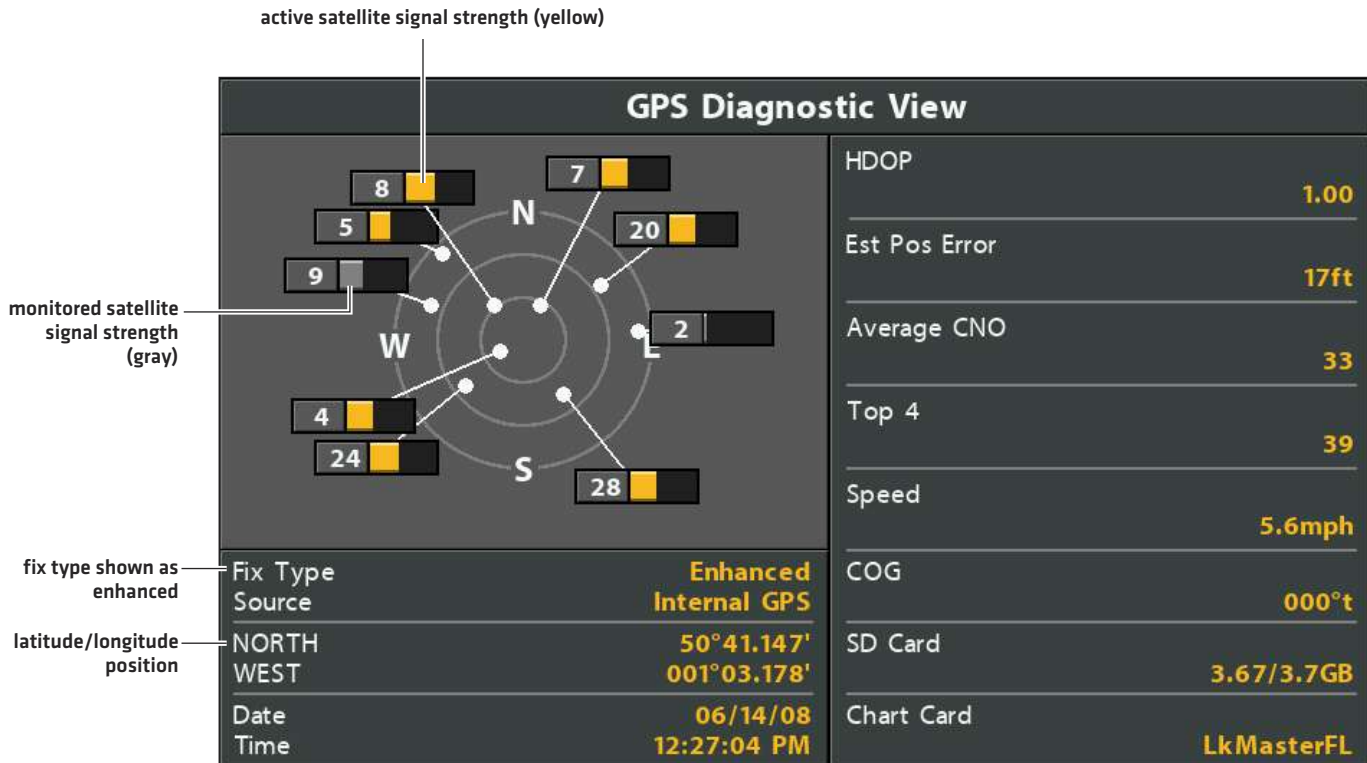 active satellite signal strength (yellow)
GPS Diagnostic View
8
7
5
N
20
9
monitored satellite
signal strength
(gray)
W
E
2
4
24
S
28
fix type shown as
enhanced
Fix Type
Enhanced
Source
Internal GPS
latitude/longitude
position
NORTH
50°41.147'
WEST
001°03.178'
Date
06/14/08
Time
12:27:04 PM
HDOP
1.00
Est Pos Error
17ft
Average CNO
33
Top 4
39
Speed
5.6mph
COG
000°t
SD Card
3.67/3.7GB
Chart Card
LkMasterFL